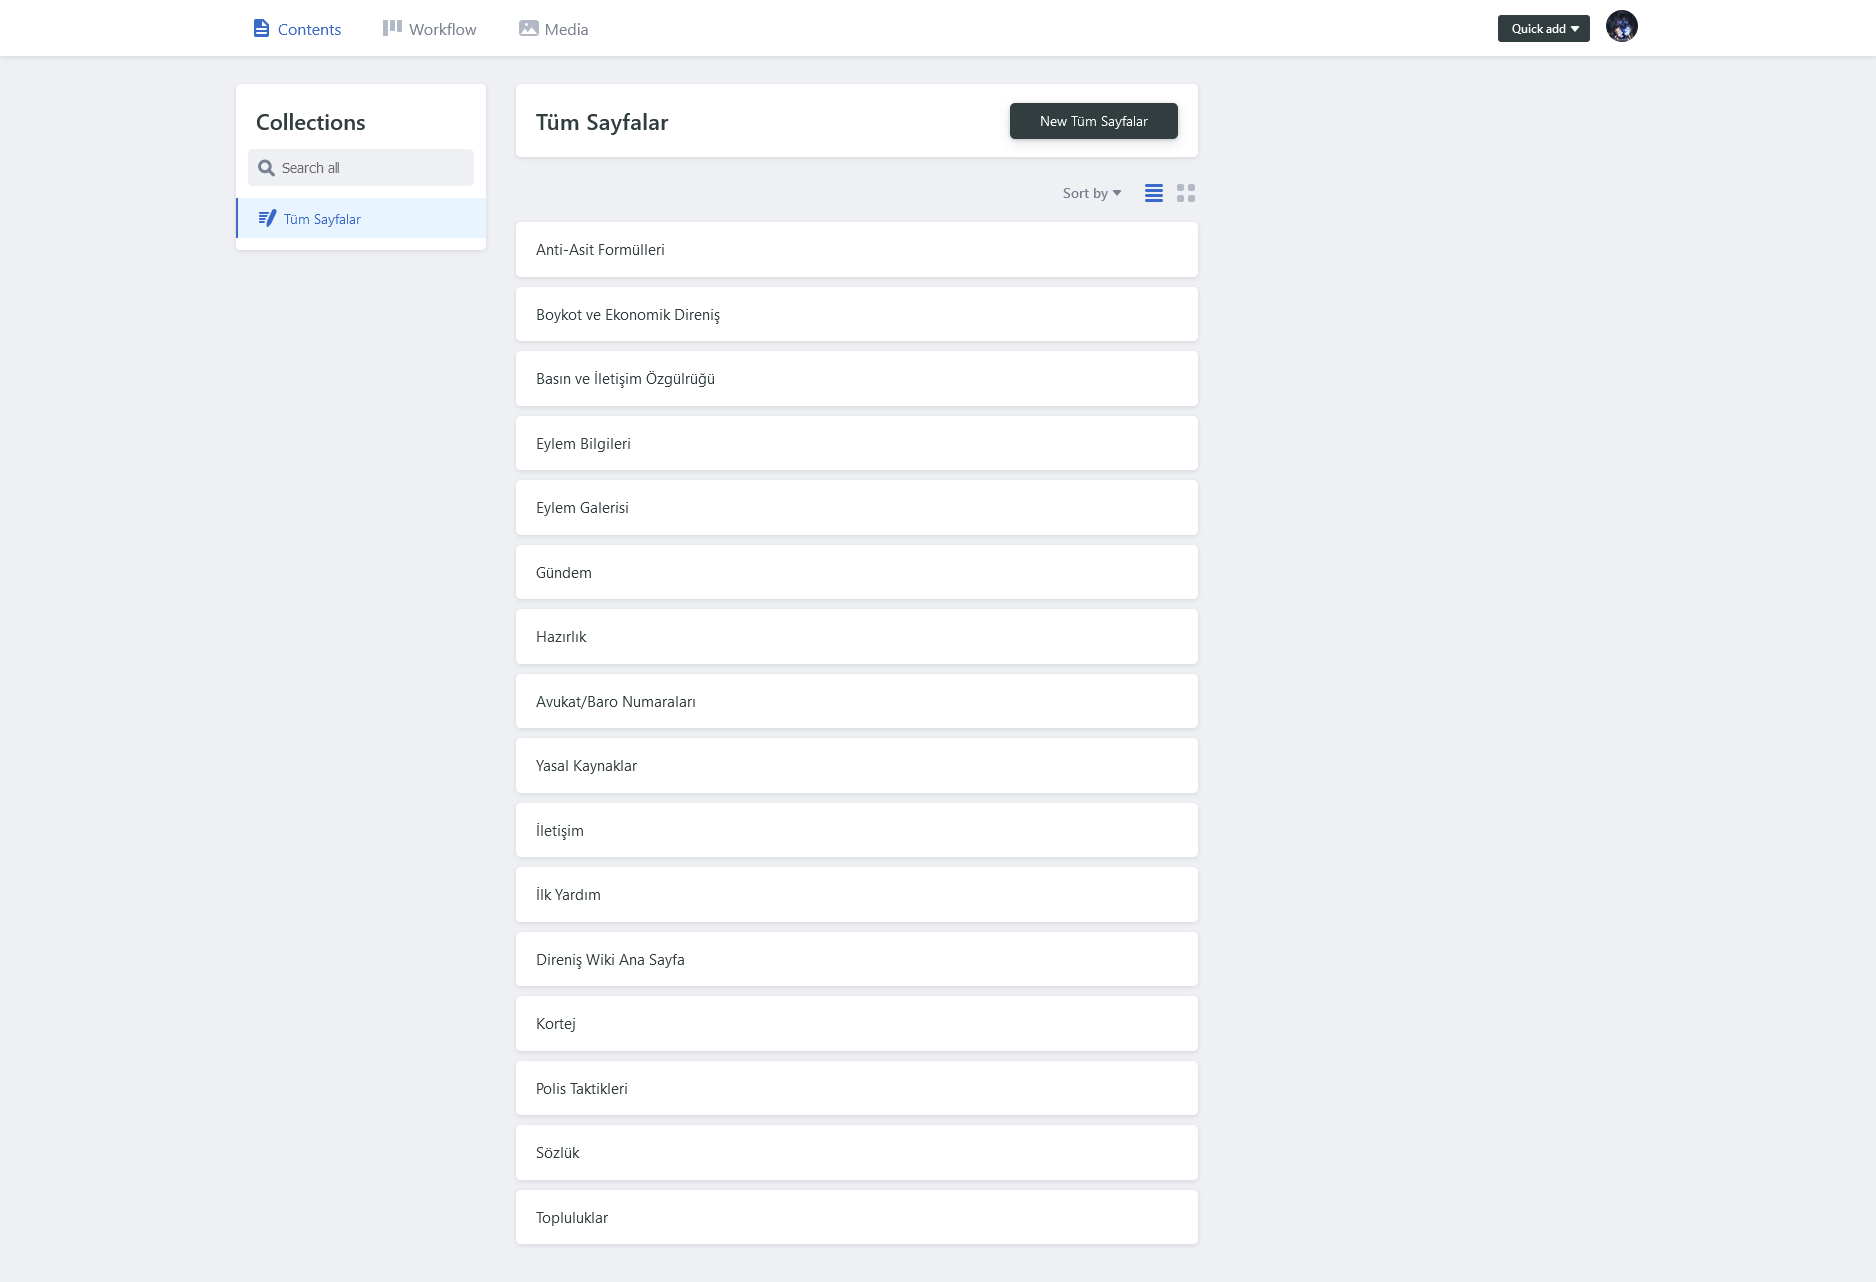 Contents
Workflow
Media
Quick add
Collections
Search all
Tüm Sayfalar
Tüm Sayfalar
New Tüm Sayfalar
Sort by
Anti-Asit Formülleri
Boykot ve Ekonomik Direniş
Basın ve İletişim Özgülrüğü
Eylem Bilgileri
Eylem Galerisi
Gündem
Hazırlık
Avukat/Baro Numaraları
Yasal Kaynaklar
İletişim
İlk Yardım
Direniş Wiki Ana Sayfa
Kortej
Polis Taktikleri
Sözlük
Topluluklar